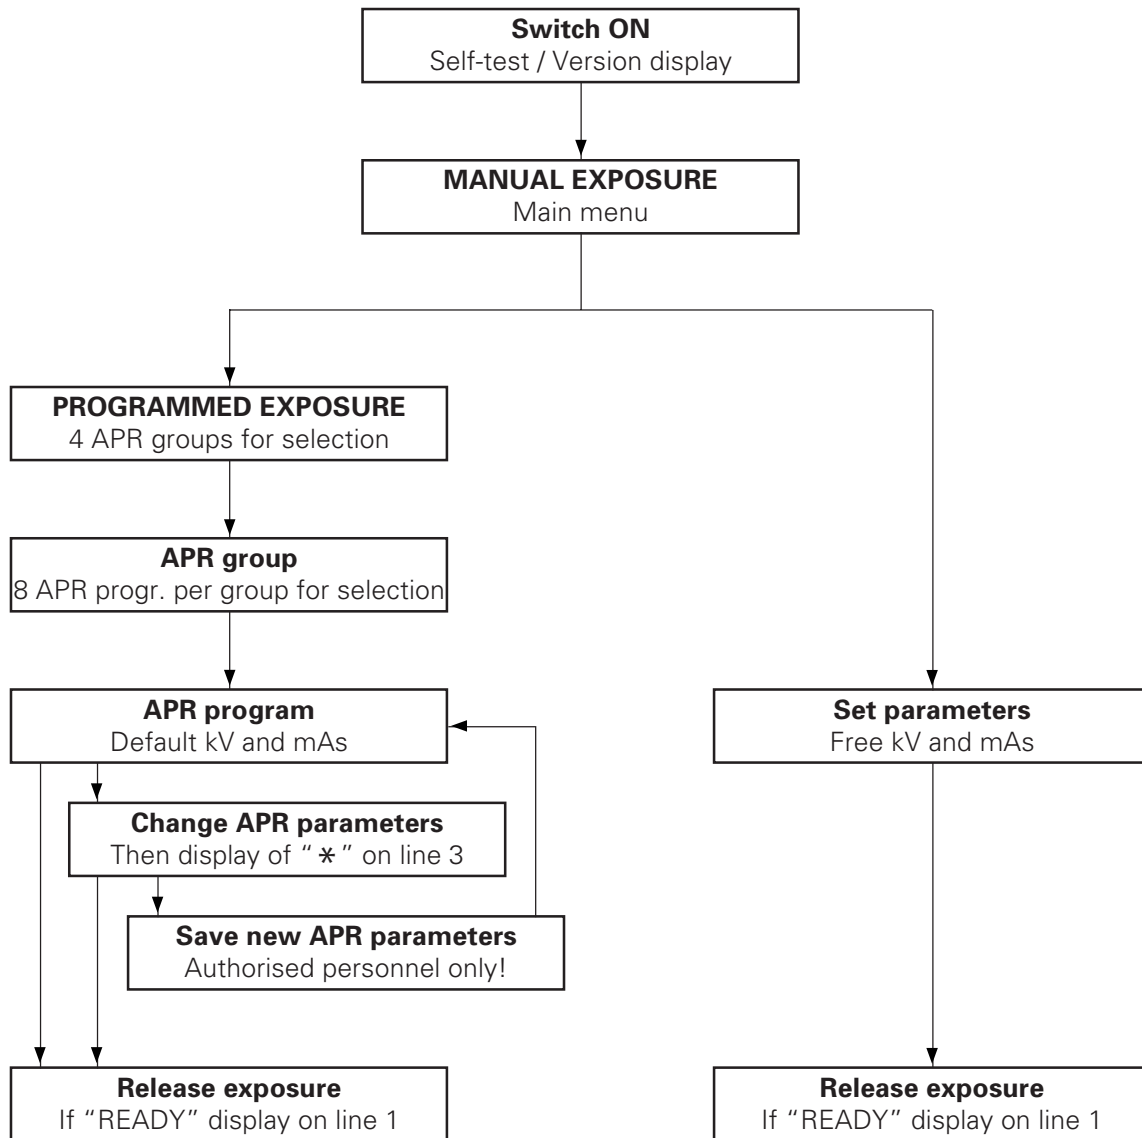 Switch ON
Self-test / Version display
MANUAL EXPOSURE
Main menu
PROGRAMMED EXPOSURE
4 APR groups for selection
APR group
8 APR progr. per group for selection
APR program
Default kV and mAs
Set parameters
Free kV and mAs
Change APR parameters
Then display of “ * ” on line 3
Save new APR parameters
Authorised personnel only!
Release exposure
If “READY” display on line 1
Release exposure
If “READY” display on line 1